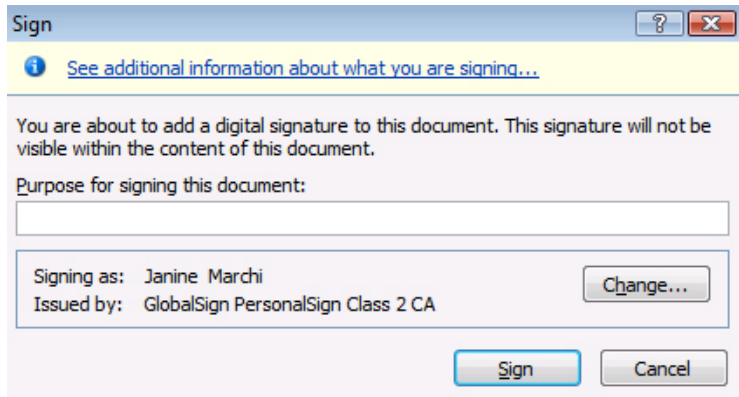 Sign
See additional information about what you are signing...
You are about to add a digital signature to this document. This signature will not be
visible within the content of this document.
Purpose for signing this document:
Signing as: Janine Marchi
Change...
Issued by: GlobalSign PersonalSign Class 2 CA
Sign
Cancel